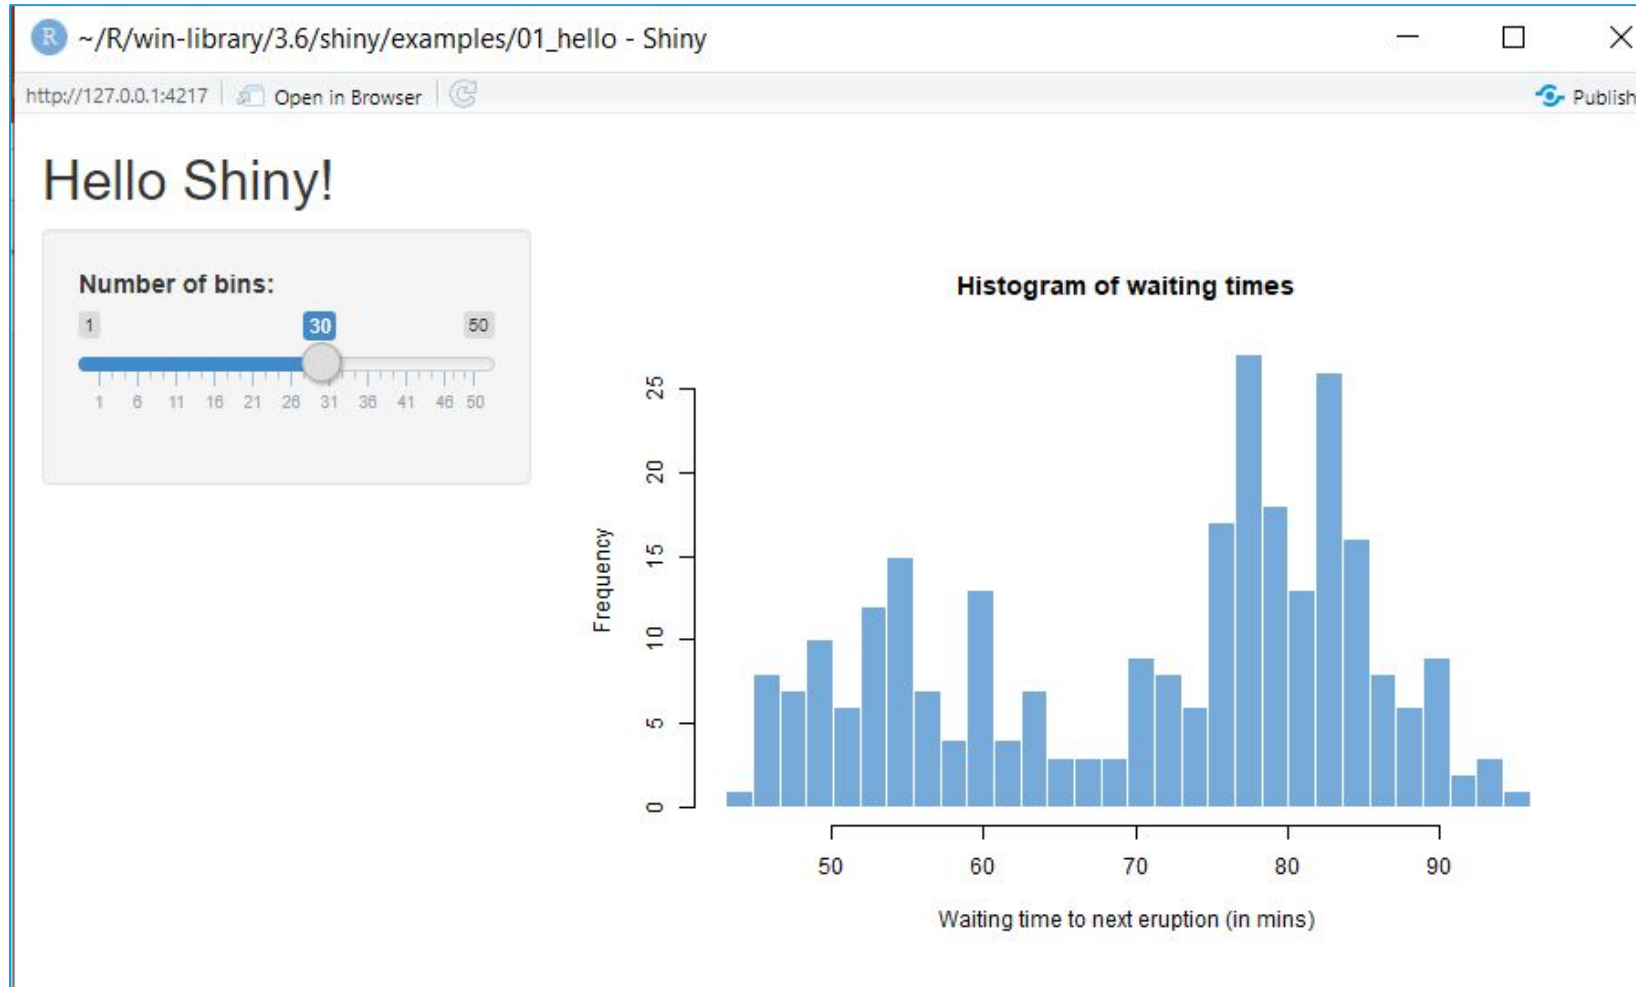 R ~/R/win-library/3.6/shiny/examples/01_hello - Shiny
http://127.0.0.1:4217 Open in Browser Publish
Hello Shiny!
Number of bins:
1 30 50
1 6 11 16 21 26 31 36 41 46 50
Histogram of waiting times
Frequency
25
20
15
10
5
0
50 60 70 80 90
Waiting time to next eruption (in mins)